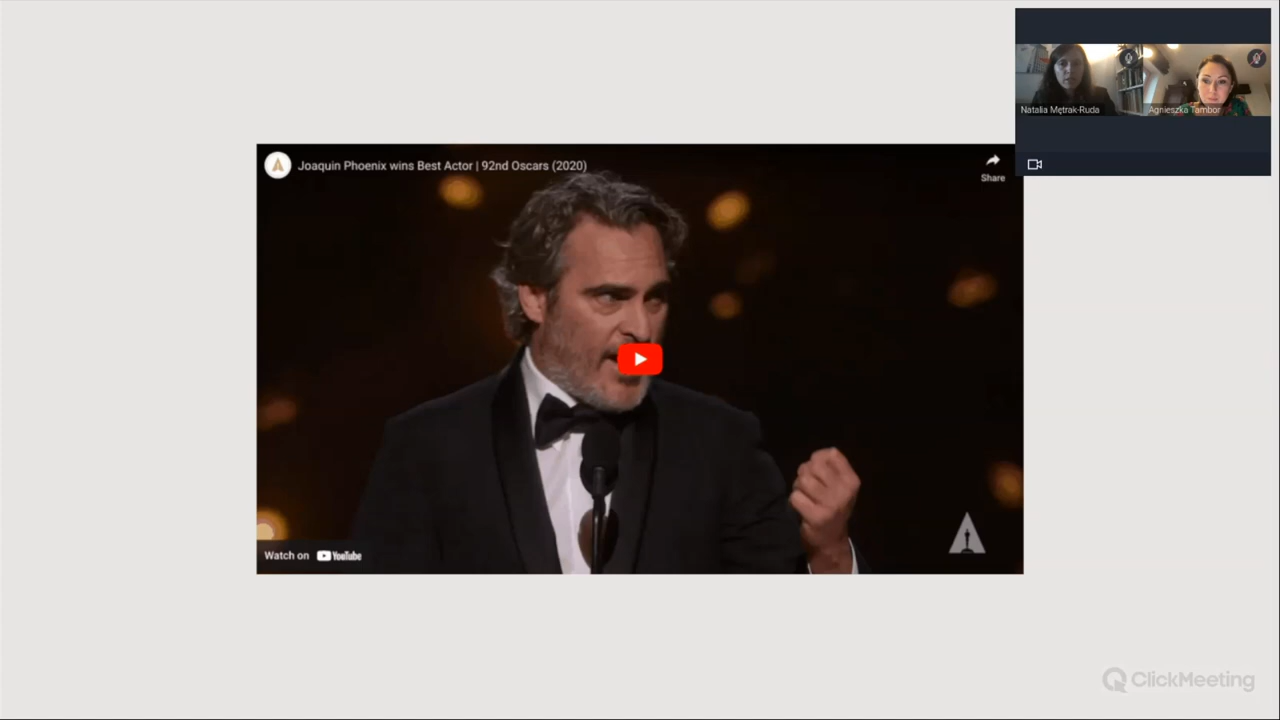 Natalia Mętrak-Ruda
Agnieszka Tambor
Joaquin Phoenix wins Best Actor | 92nd Oscars (2020)
Share
Watch on YouTube
ClickMeeting